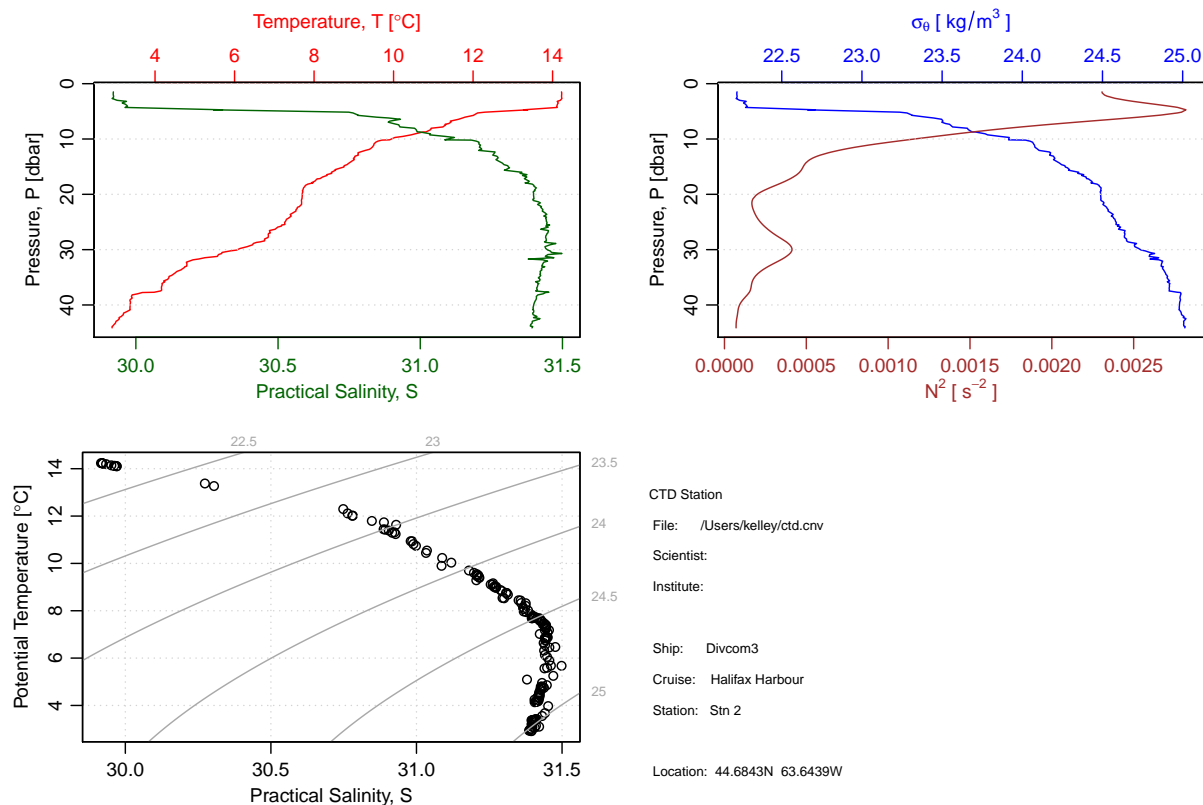 Temperature, T [°C]
4 6 8 10 12 14
0
10
20
30
40
Pressure, P [dbar]
30.0 30.5 31.0 31.5
Practical Salinity, S
σθ [ kg/m³ ]
22.5 23.0 23.5 24.0 24.5 25.0
0
10
20
30
40
Pressure, P [dbar]
0.0000 0.0005 0.0010 0.0015 0.0020 0.0025
N² [ s⁻² ]
22.5 23
23.5
24
24.5
25
14
12
10
8
6
4
Potential Temperature [°C]
30.0 30.5 31.0 31.5
Practical Salinity, S
CTD Station
File: /Users/kelley/ctd.cnv
Scientist:
Institute:
Ship: Divcom3
Cruise: Halifax Harbour
Station: Stn 2
Location: 44.6843N 63.6439W